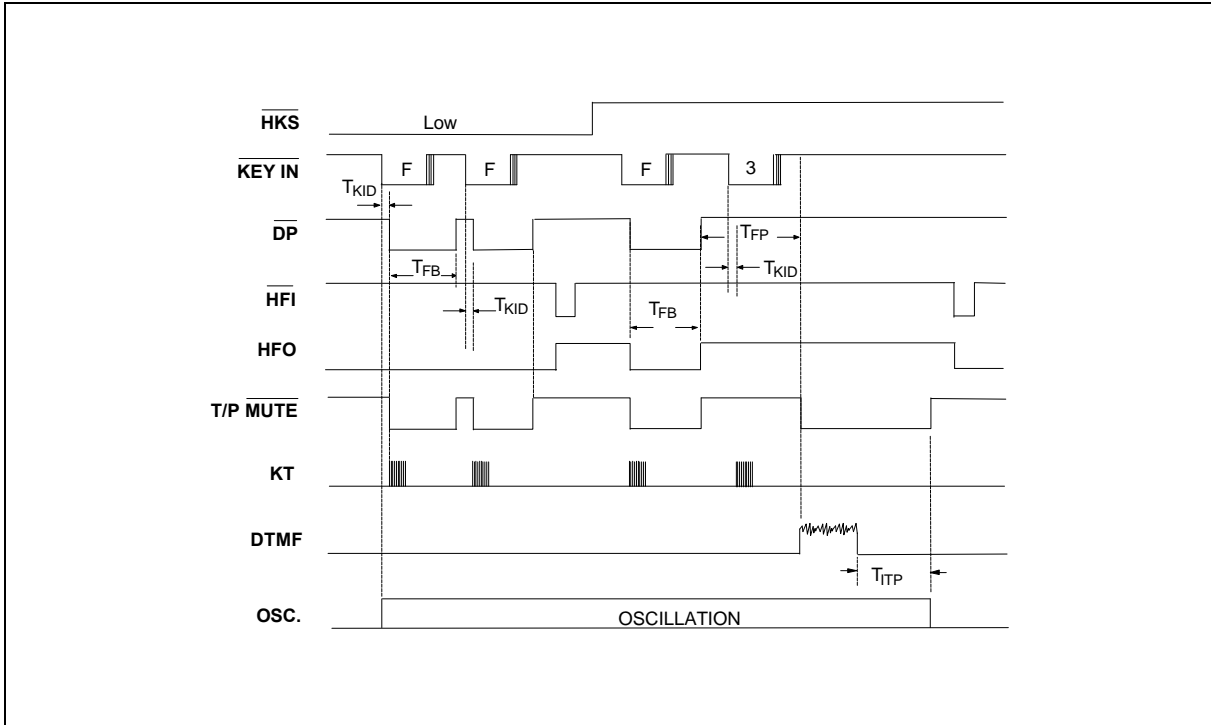 HKS
Low
KEY IN
F
F
F
3
TKID
DP
TFP
TFB
TKID
HFI
TKID
TFB
HFO
T/P MUTE
KT
DTMF
TITP
OSC.
OSCILLATION